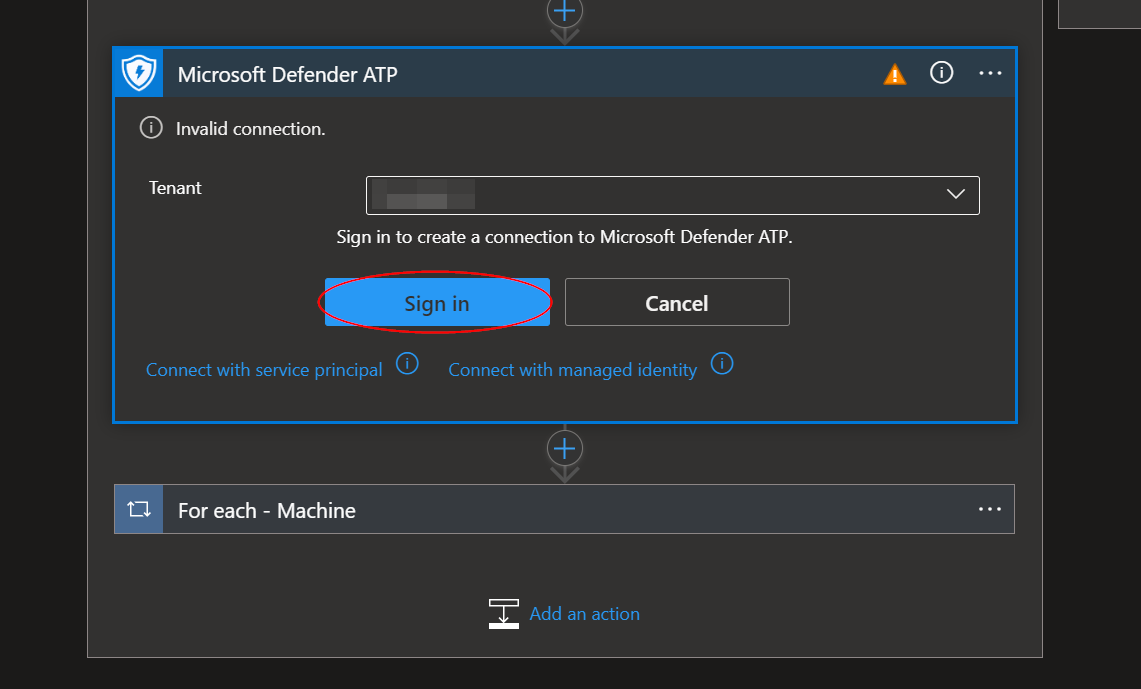 Microsoft Defender ATP
Invalid connection.
Tenant
Sign in to create a connection to Microsoft Defender ATP.
Sign in
Cancel
Connect with service principal
Connect with managed identity
For each - Machine
Add an action